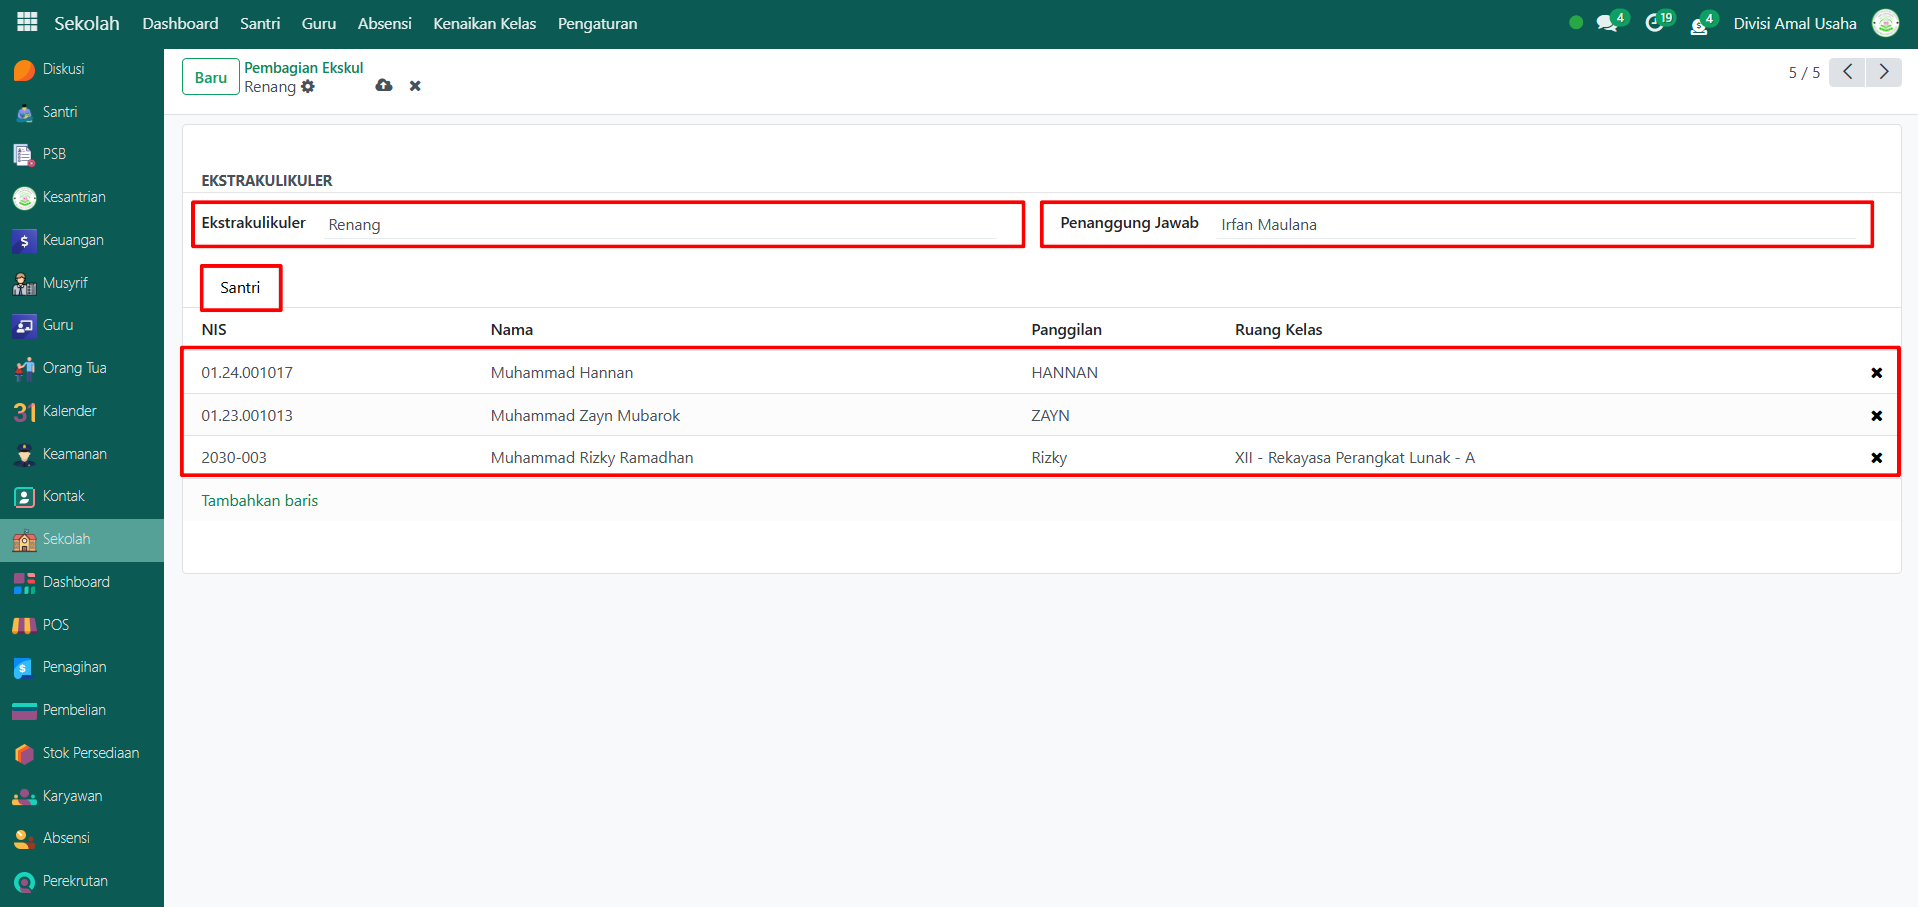 Sekolah Dashboard Santri Guru Absensi Kenaikan Kelas Pengaturan 4 19 4 Divisi Amal Usaha
Diskusi
Santri
PSB
Kesantrian
Keuangan
Musyrif
Guru
Orang Tua
31 Kalender
Keamanan
Kontak
Sekolah
Dashboard
POS
Penagihan
Pembelian
Stok Persediaan
Karyawan
Absensi
Perekrutan
Baru
Pembagian Ekskul
Renang
5 / 5
EKSTRAKULIKULER
Ekstrakulikuler Renang Penanggung Jawab Irfan Maulana
Santri
NIS Nama Panggilan Ruang Kelas
01.24.001017 Muhammad Hannan HANNAN
01.23.001013 Muhammad Zayn Mubarok ZAYN
2030-003 Muhammad Rizky Ramadhan Rizky XII - Rekayasa Perangkat Lunak - A
Tambahkan baris